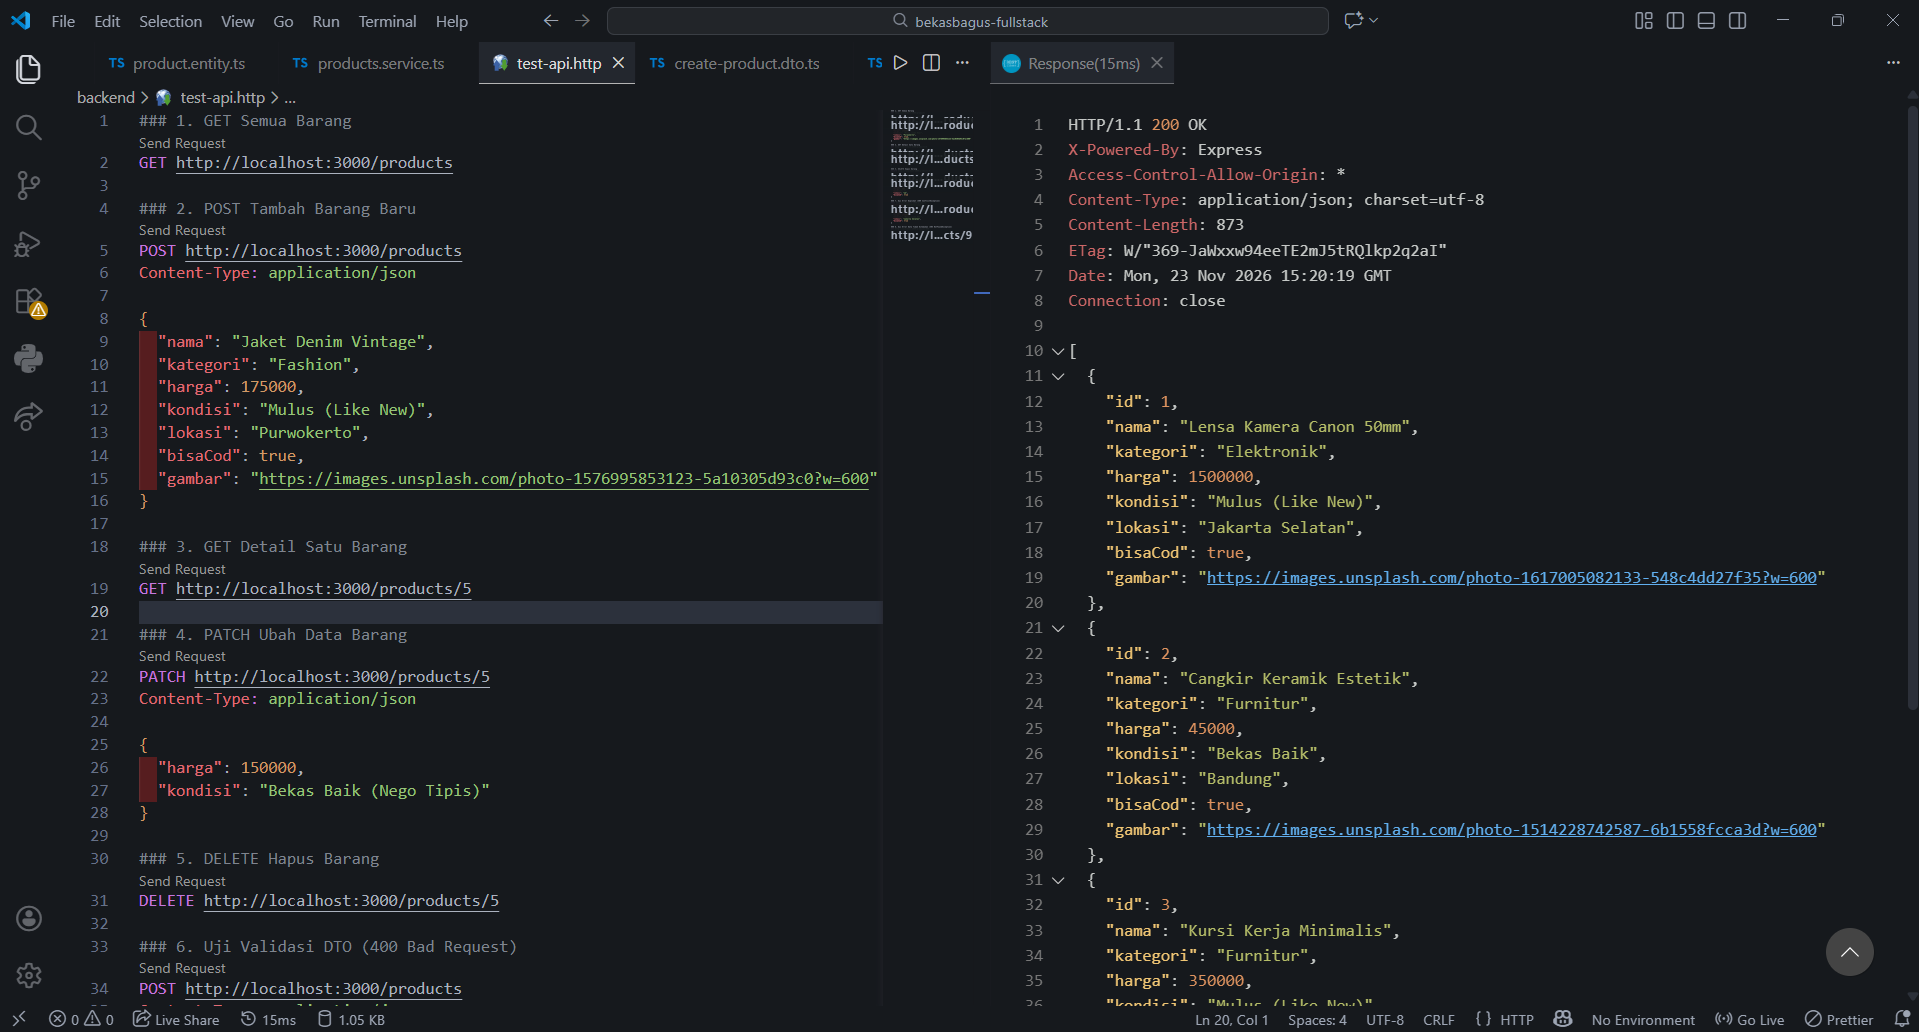 File Edit Selection View Go Run Terminal Help
bekasbagus-fullstack
TS product.entity.ts TS products.service.ts test-api.http TS create-product.dto.ts TS Response(15ms)
backend > test-api.http > ...
1 ### 1. GET Semua Barang
Send Request
2 GET http://localhost:3000/products
3
4 ### 2. POST Tambah Barang Baru
Send Request
5 POST http://localhost:3000/products
6 Content-Type: application/json
7
8 {
9 "nama": "Jaket Denim Vintage",
10 "kategori": "Fashion",
11 "harga": 175000,
12 "kondisi": "Mulus (Like New)",
13 "lokasi": "Purwokerto",
14 "bisaCod": true,
15 "gambar": "https://images.unsplash.com/photo-1576995853123-5a10305d93c0?w=600"
16 }
17
18 ### 3. GET Detail Satu Barang
Send Request
19 GET http://localhost:3000/products/5
20
21 ### 4. PATCH Ubah Data Barang
Send Request
22 PATCH http://localhost:3000/products/5
23 Content-Type: application/json
24
25 {
26 "harga": 150000,
27 "kondisi": "Bekas Baik (Nego Tipis)"
28 }
29
30 ### 5. DELETE Hapus Barang
Send Request
31 DELETE http://localhost:3000/products/5
32
33 ### 6. Uji Validasi DTO (400 Bad Request)
Send Request
34 POST http://localhost:3000/products
http://l...roduc
http://l...ducts
http://l...roduc
http://l...roduc
http://l...cts/9
1 HTTP/1.1 200 OK
2 X-Powered-By: Express
3 Access-Control-Allow-Origin: *
4 Content-Type: application/json; charset=utf-8
5 Content-Length: 873
6 ETag: W/"369-JaWxxw94eeTE2mJ5tRQlkp2q2aI"
7 Date: Mon, 23 Nov 2026 15:20:19 GMT
8 Connection: close
9
10 [
11 {
12 "id": 1,
13 "nama": "Lensa Kamera Canon 50mm",
14 "kategori": "Elektronik",
15 "harga": 1500000,
16 "kondisi": "Mulus (Like New)",
17 "lokasi": "Jakarta Selatan",
18 "bisaCod": true,
19 "gambar": "https://images.unsplash.com/photo-1617005082133-548c4dd27f35?w=600"
20 },
21 {
22 "id": 2,
23 "nama": "Cangkir Keramik Estetik",
24 "kategori": "Furnitur",
25 "harga": 45000,
26 "kondisi": "Bekas Baik",
27 "lokasi": "Bandung",
28 "bisaCod": true,
29 "gambar": "https://images.unsplash.com/photo-1514228742587-6b1558fcca3d?w=600"
30 },
31 {
32 "id": 3,
33 "nama": "Kursi Kerja Minimalis",
34 "kategori": "Furnitur",
35 "harga": 350000,
36 "kondisi": "Mulus (Like New)"
0 0 Live Share 15ms 1.05 KB Ln 20, Col 1 Spaces: 4 UTF-8 CRLF { } HTTP No Environment Go Live Prettier